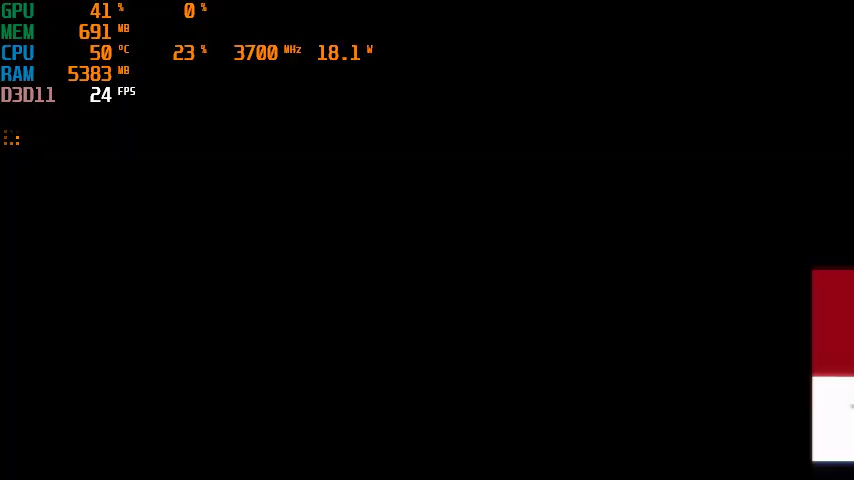 GPU 41 % 0 %
MEM 691 MB
CPU 50 °C 23 % 3700 MHz 18.1 W
RAM 5383 MB
D3D11 24 FPS